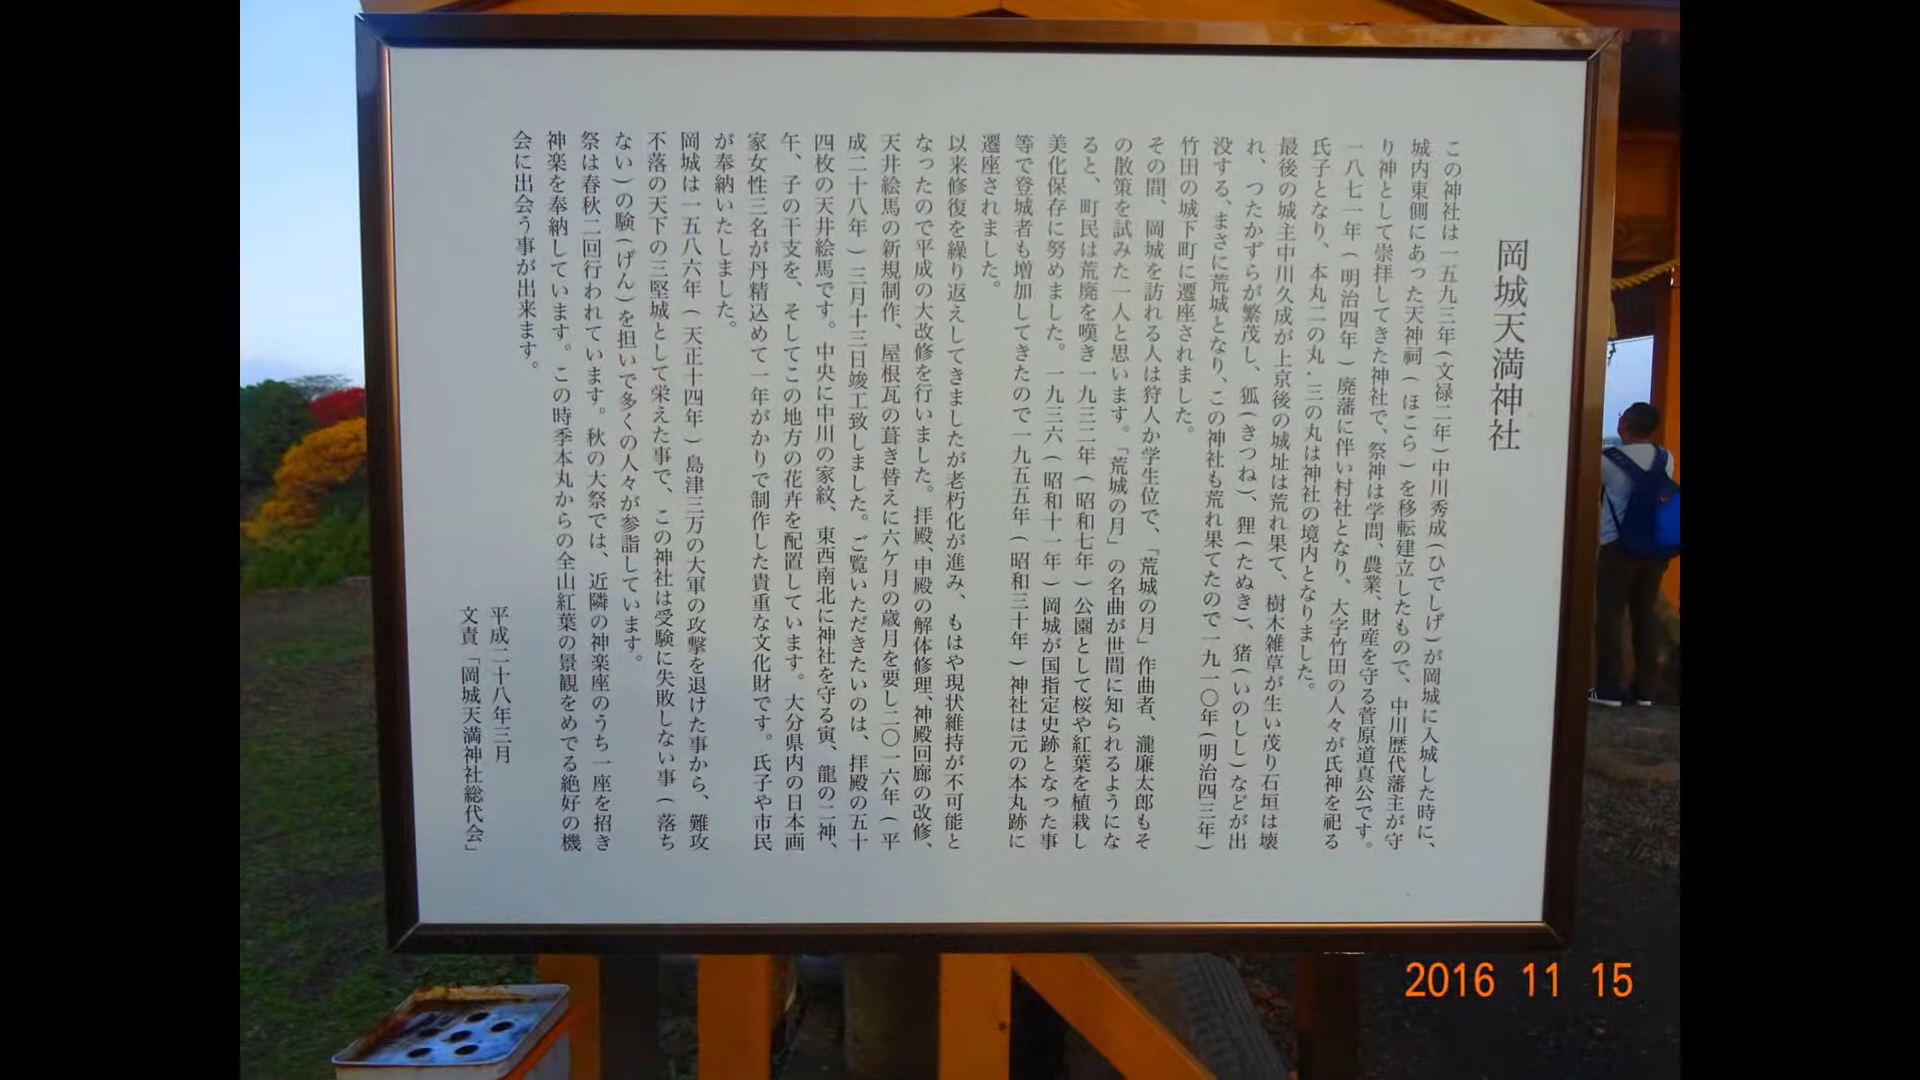 岡城天満神社
この神社は一五九三年(文禄二年)中川秀成(ひでしげ)が岡城に入城した時に、
城内東側にあった天神祠(ほこら)を移転建立したもので、中川歴代藩主が守
り神として崇拝してきた神社で、祭神は学問、農業、財産を守る菅原道真公です。
一八七一年(明治四年)廃藩に伴い村社となり、大字竹田の人々が氏神を祀る
氏子となり、本丸二の丸.三の丸は神社の境内となりました。
最後の城主中川久成が上京後の城址は荒れ果て、樹木雑草が生い茂り石垣は壊
れ、つたかずらが繁茂し、狐(きつね)、狸(たぬき)、猪(いのしし)などが出
没する、まさに荒城となり、この神社も荒れ果てたので一九一〇年(明治四三年)
竹田の城下町に遷座されました。
その間、岡城を訪れる人は狩人か学生位で、「荒城の月」作曲者、瀧廉太郎もそ
の散策を試みた一人と思います。「荒城の月」の名曲が世間に知られるようにな
ると、町民は荒廃を嘆き一九三二年(昭和七年)公園として桜や紅葉を植栽し
美化保存に努めました。一九三六(昭和十一年)岡城が国指定史跡となった事
等で登城者も増加してきたので一九五五年(昭和三十年)神社は元の本丸跡に
遷座されました。
以来修復を繰り返えしてきましたが老朽化が進み、もはや現状維持が不可能と
なったので平成の大改修を行いました。拝殿、申殿の解体修理、神殿回廊の改修、
天井絵馬の新規制作、屋根瓦の葺き替えに六ケ月の歳月を要し二〇一六年(平
成二十八年)三月十三日竣工致しました。ご覧いただきたいのは、拝殿の五十
四枚の天井絵馬です。中央に中川の家紋、東西南北に神社を守る寅、龍の二神、
午、子の干支を、そしてこの地方の花卉を配置しています。大分県内の日本画
家女性三名が丹精込めて一年がかりで制作した貴重な文化財です。氏子や市民
が奉納いたしました。
岡城は一五八六年(天正十四年)島津三万の大軍の攻撃を退けた事から、難攻
不落の天下の三堅城として栄えた事で、この神社は受験に失敗しない事(落ち
ない)の験(げん)を担いで多くの人々が参詣しています。
祭は春秋二回行われています。秋の大祭では、近隣の神楽座のうち一座を招き
神楽を奉納しています。この時季本丸からの全山紅葉の景観をめでる絶好の機
会に出会う事が出来ます。
平成二十八年三月
文責「岡城天満神社総代会」
2016 11 15